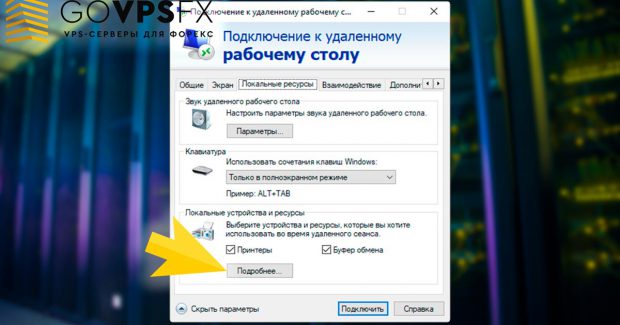 GOVPSFX
VPS-СЕРВЕРЫ ДЛЯ ФОРЕКС
Подключение к удаленному рабочему с...
Подключение к удаленному
рабочему столу
Общие Экран Локальные ресурсы Взаимодействие Дополни
Звук удаленного рабочего стола
Настроить параметры звука удаленного рабочего стола.
Параметры...
Клавиатура
Использовать сочетания клавиш Windows:
Только в полноэкранном режиме
Пример: ALT+TAB
Локальные устройства и ресурсы
Выберите устройства и ресурсы, которые вы хотите
использовать во время удаленного сеанса.
Принтеры Буфер обмена
Подробнее...
Скрыть параметры Подключить Справка